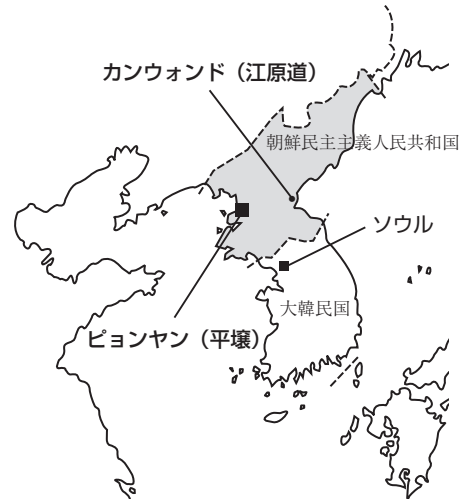 カンウォンド（江原道）
朝鮮民主主義人民共和国
ソウル
大韓民国
ピョンヤン（平壌）